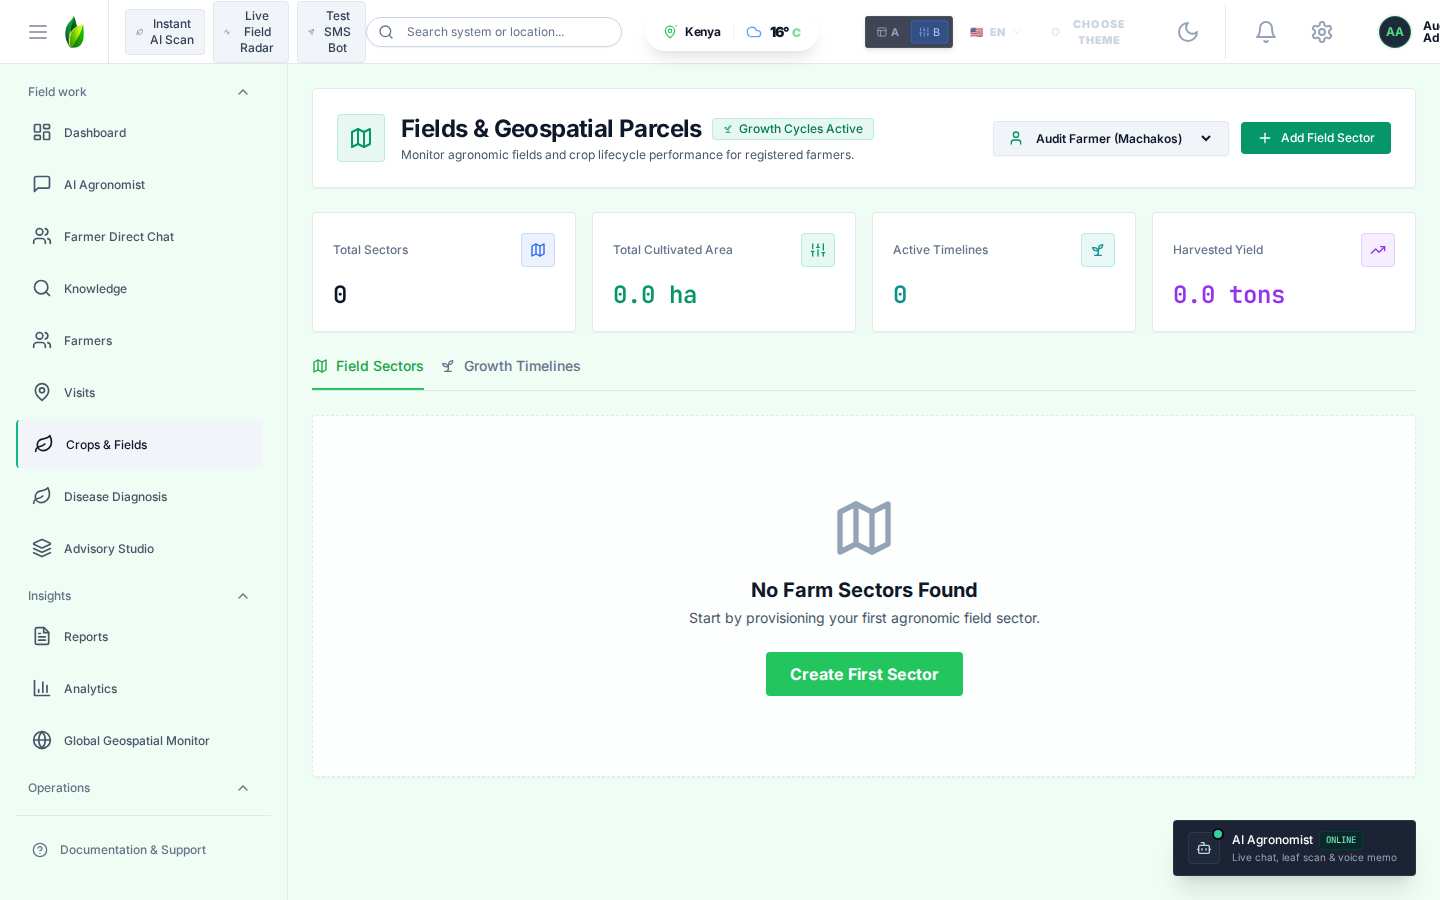 Instant
AI Scan
Live
Field
Radar
Test
SMS
Bot
Search system or location...
Kenya
16° C
A
B
EN
CHOOSE
THEME
AA
Field work
Dashboard
AI Agronomist
Farmer Direct Chat
Knowledge
Farmers
Visits
Crops & Fields
Disease Diagnosis
Advisory Studio
Insights
Reports
Analytics
Global Geospatial Monitor
Operations
Documentation & Support
Fields & Geospatial Parcels
Growth Cycles Active
Monitor agronomic fields and crop lifecycle performance for registered farmers.
Audit Farmer (Machakos)
Add Field Sector
Total Sectors
0
Total Cultivated Area
0.0 ha
Active Timelines
0
Harvested Yield
0.0 tons
Field Sectors
Growth Timelines
No Farm Sectors Found
Start by provisioning your first agronomic field sector.
Create First Sector
AI Agronomist
ONLINE
Live chat, leaf scan & voice memo